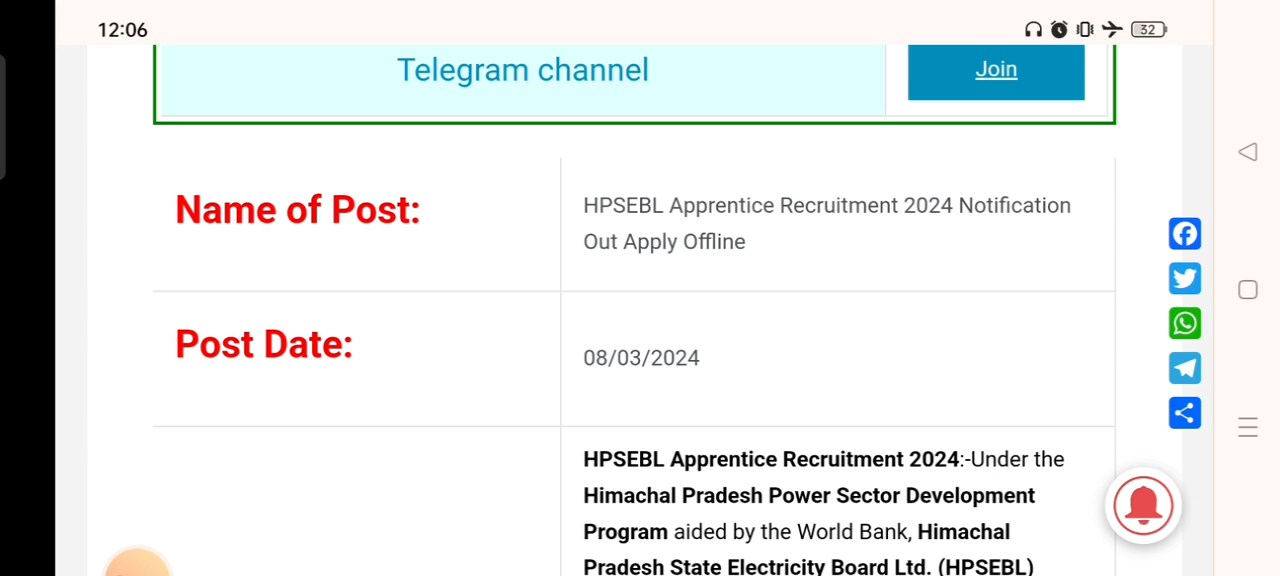 12:06
32
Telegram channel
Join
Name of Post:
HPSEBL Apprentice Recruitment 2024 Notification
Out Apply Offline
Post Date:
08/03/2024
HPSEBL Apprentice Recruitment 2024:-Under the
Himachal Pradesh Power Sector Development
Program aided by the World Bank, Himachal
Pradesh State Electricity Board Ltd. (HPSEBL)